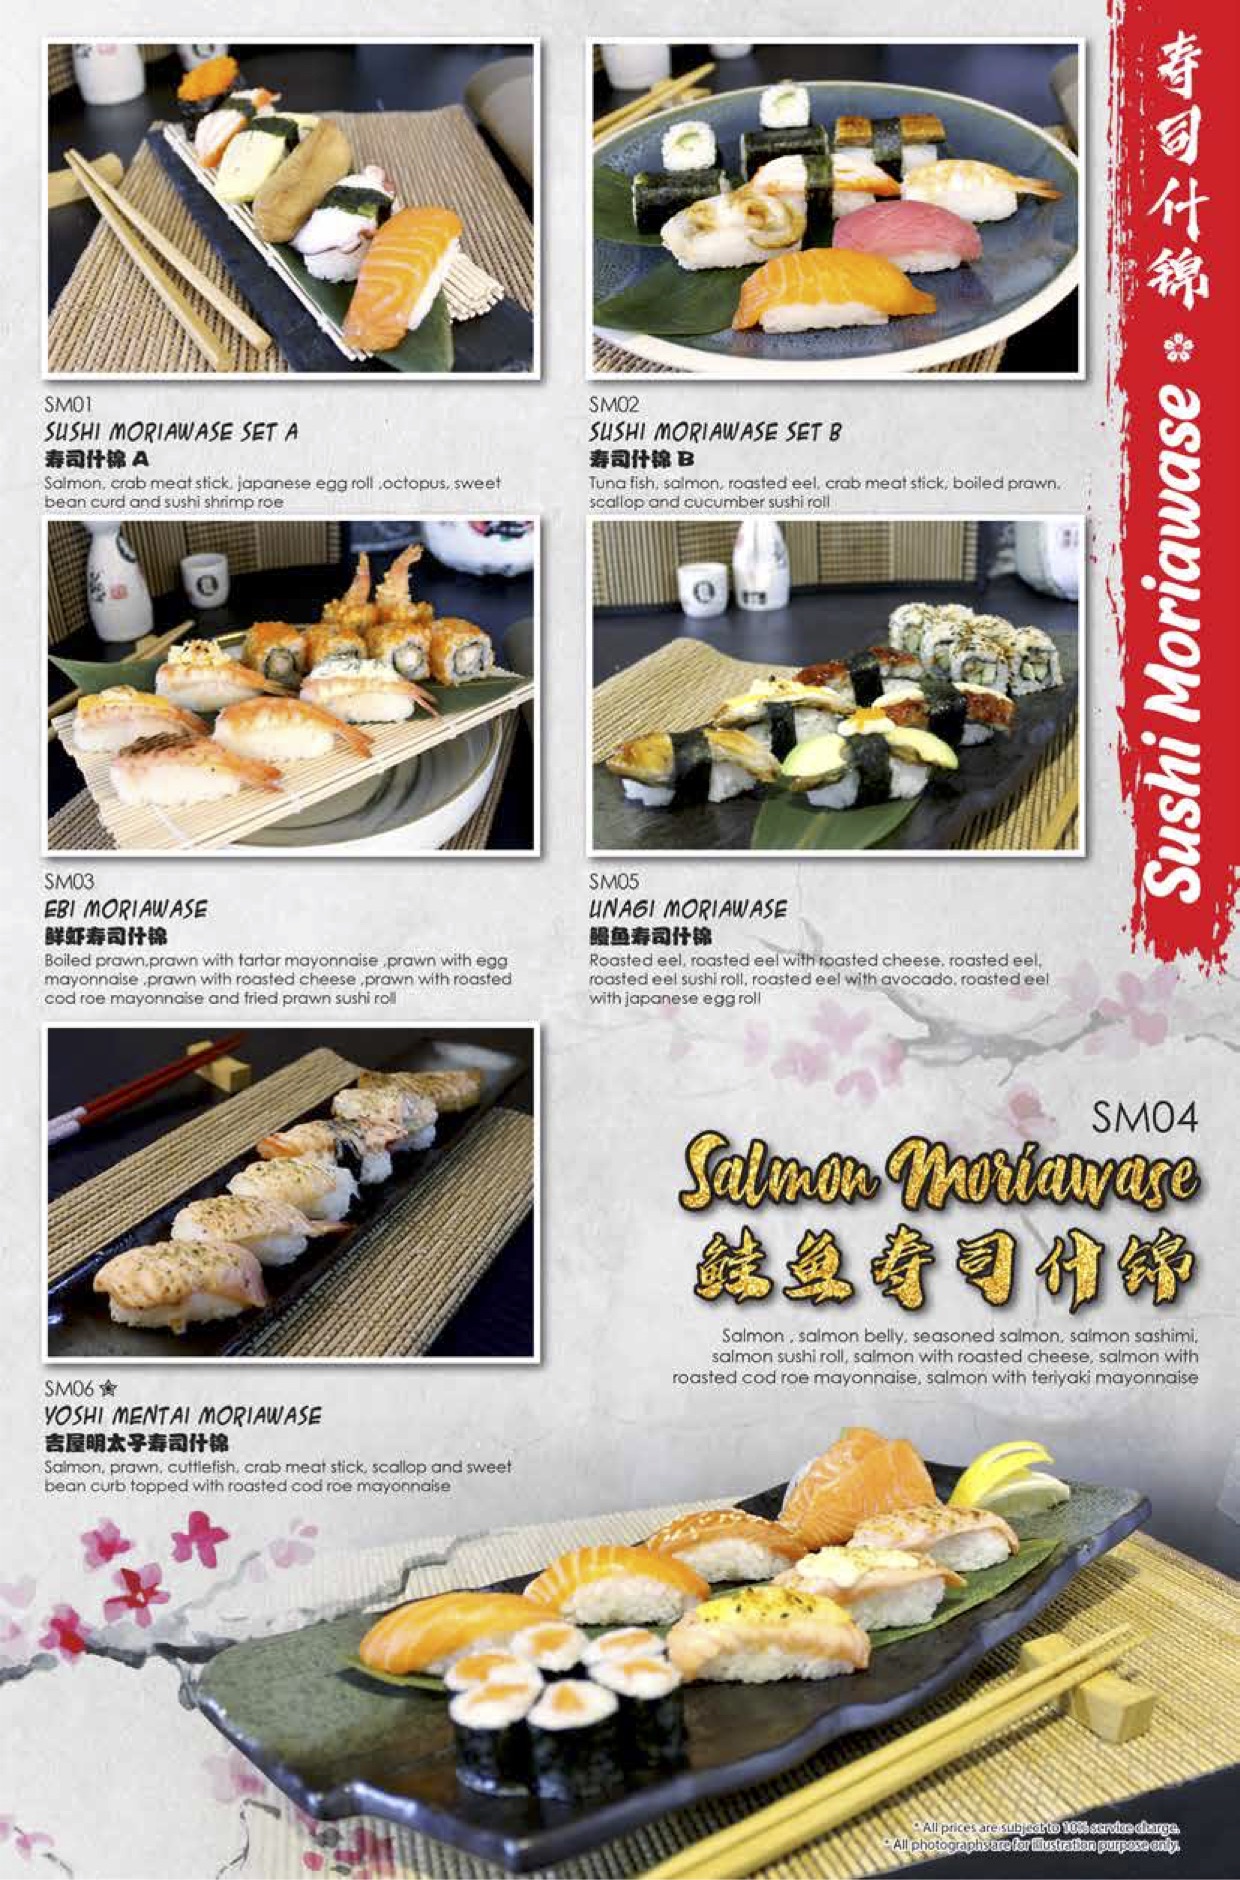 寿司什锦
Sushi Moriawase
SM01
SUSHI MORIAWASE SET A
寿司什锦 A
Salmon, crab meat stick, japanese egg roll ,octopus, sweet
bean curd and sushi shrimp roe
SM02
SUSHI MORIAWASE SET B
寿司什锦 B
Tuna fish, salmon, roasted eel, crab meat stick, boiled prawn,
scallop and cucumber sushi roll
SM03
EBI MORIAWASE
鲜虾寿司什锦
Boiled prawn,prawn with tartar mayonnaise ,prawn with egg
mayonnaise ,prawn with roasted cheese ,prawn with roasted
cod roe mayonnaise and fried prawn sushi roll
SM05
UNAGI MORIAWASE
鳗鱼寿司什锦
Roasted eel, roasted eel with roasted cheese, roasted eel,
roasted eel sushi roll, roasted eel with avocado, roasted eel
with japanese egg roll
SM06
YOSHI MENTAI MORIAWASE
吉屋明太子寿司什锦
Salmon, prawn, cuttlefish, crab meat stick, scallop and sweet
bean curb topped with roasted cod roe mayonnaise
SM04
Salmon Moriawase
鲑鱼寿司什锦
Salmon , salmon belly, seasoned salmon, salmon sashimi,
salmon sushi roll, salmon with roasted cheese, salmon with
roasted cod roe mayonnaise, salmon with teriyaki mayonnaise
* All prices are subject to 10% service charge.
* All photographs are for illustration purpose only.